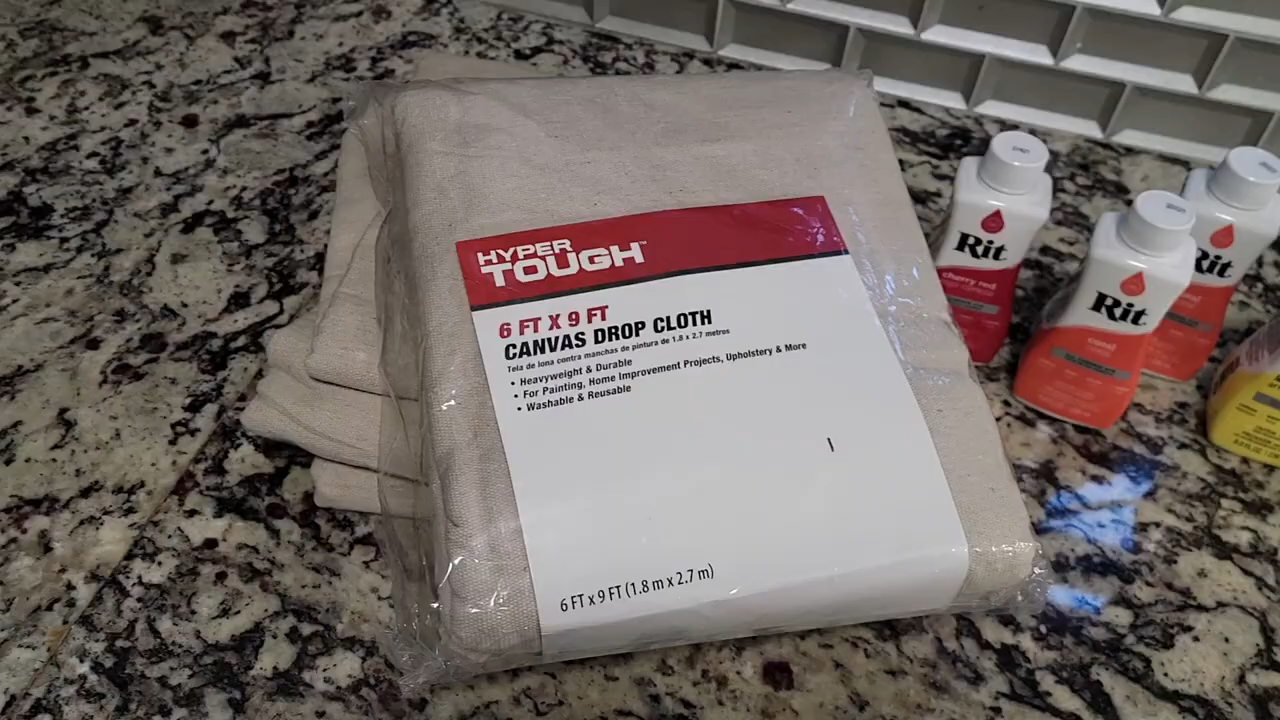 HYPER
TOUGH™
6 FT X 9 FT
CANVAS DROP CLOTH
Tela de lona contra manchas de pintura de 1.8 x 2.7 metros
• Heavyweight & Durable
• For Painting, Home Improvement Projects, Upholstery & More
• Washable & Reusable
6 FT x 9 FT (1.8 m x 2.7 m)
Rit
cherry red
Rit
coral
Rit
coral